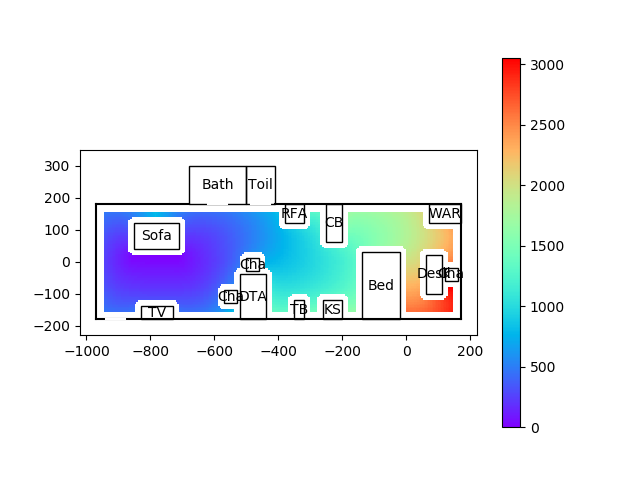 3000
2500
2000
1500
1000
500
0
300
200
100
0
−100
−200
−1000
−800
−600
−400
−200
0
200
Bath
Toil
RFA
WAR
CB
Sofa
Cha
Desk
Cha
Cha
DTA
Bed
TV
TB
KS